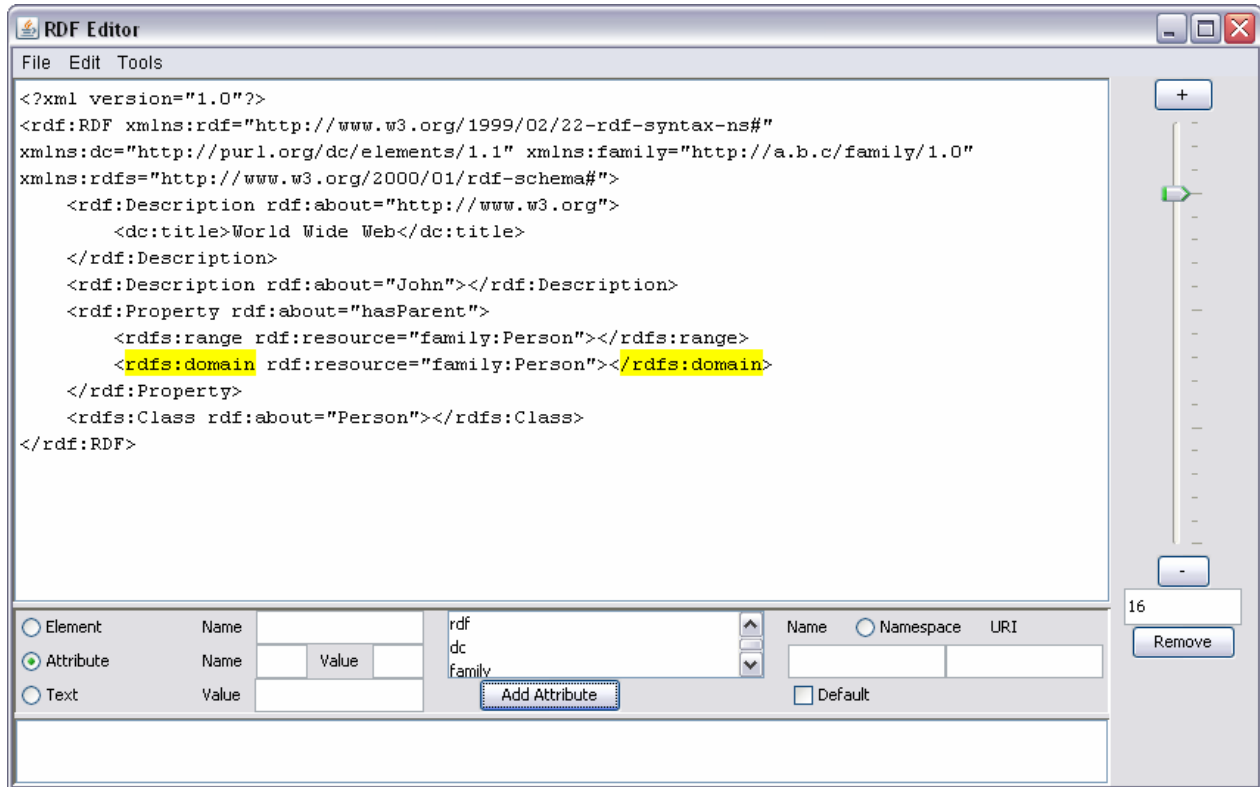 RDF Editor
File Edit Tools
<?xml version="1.0"?>
<rdf:RDF xmlns:rdf="http://www.w3.org/1999/02/22-rdf-syntax-ns#"
xmlns:dc="http://purl.org/dc/elements/1.1" xmlns:family="http://a.b.c/family/1.0"
xmlns:rdfs="http://www.w3.org/2000/01/rdf-schema#">
    <rdf:Description rdf:about="http://www.w3.org">
        <dc:title>World Wide Web</dc:title>
    </rdf:Description>
    <rdf:Description rdf:about="John"></rdf:Description>
    <rdf:Property rdf:about="hasParent">
        <rdfs:range rdf:resource="family:Person"></rdfs:range>
        <rdfs:domain rdf:resource="family:Person"></rdfs:domain>
    </rdf:Property>
    <rdfs:Class rdf:about="Person"></rdfs:Class>
</rdf:RDF>
+
-
16
Remove
Element Name
Attribute Name Value
Text Value
rdf
dc
family
Add Attribute
Name Namespace URI
Default